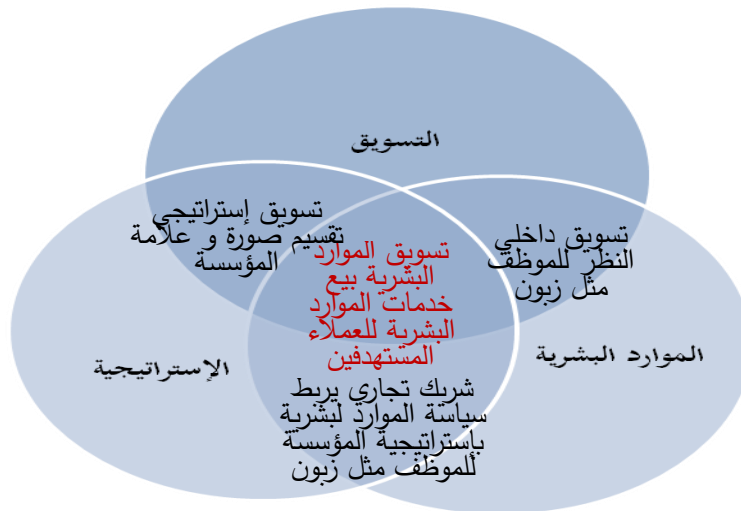 التسويق
تسويق إستراتيجي
تقسيم صورة و علامة
المؤسسة
تسويق داخلي
النظر للموظف
مثل زبون
تسويق الموارد
البشرية بيع
خدمات الموارد
البشرية للعملاء
المستهدفين
الموارد البشرية
الإستراتيجية
شريك تجاري يربط
سياسة الموارد لبشرية
بإستراتيجية المؤسسة
للموظف مثل زبون